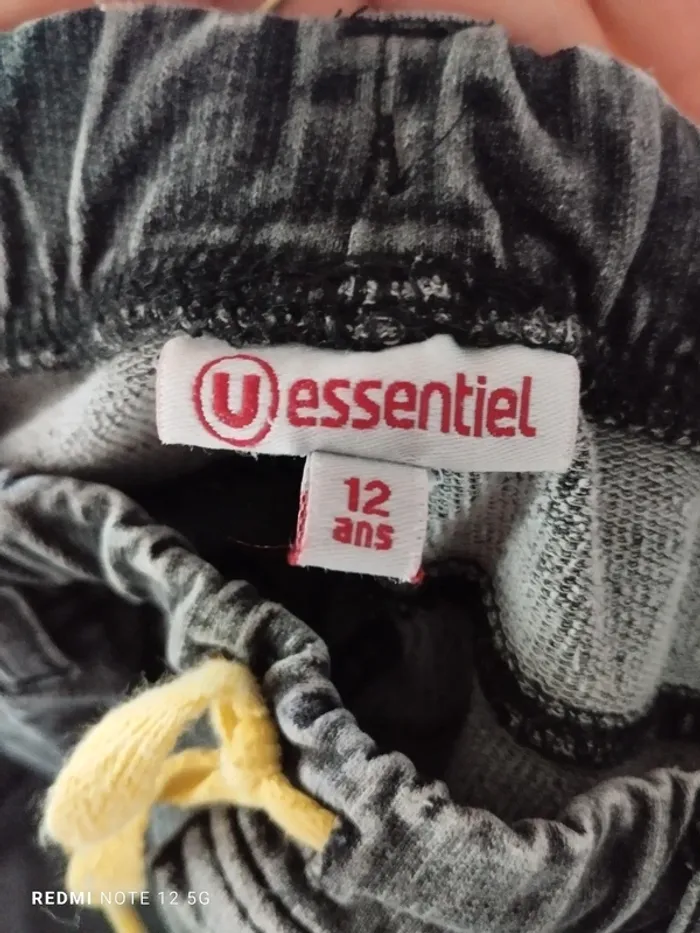 U essentiel
12
ans
REDMI NOTE 12 5G